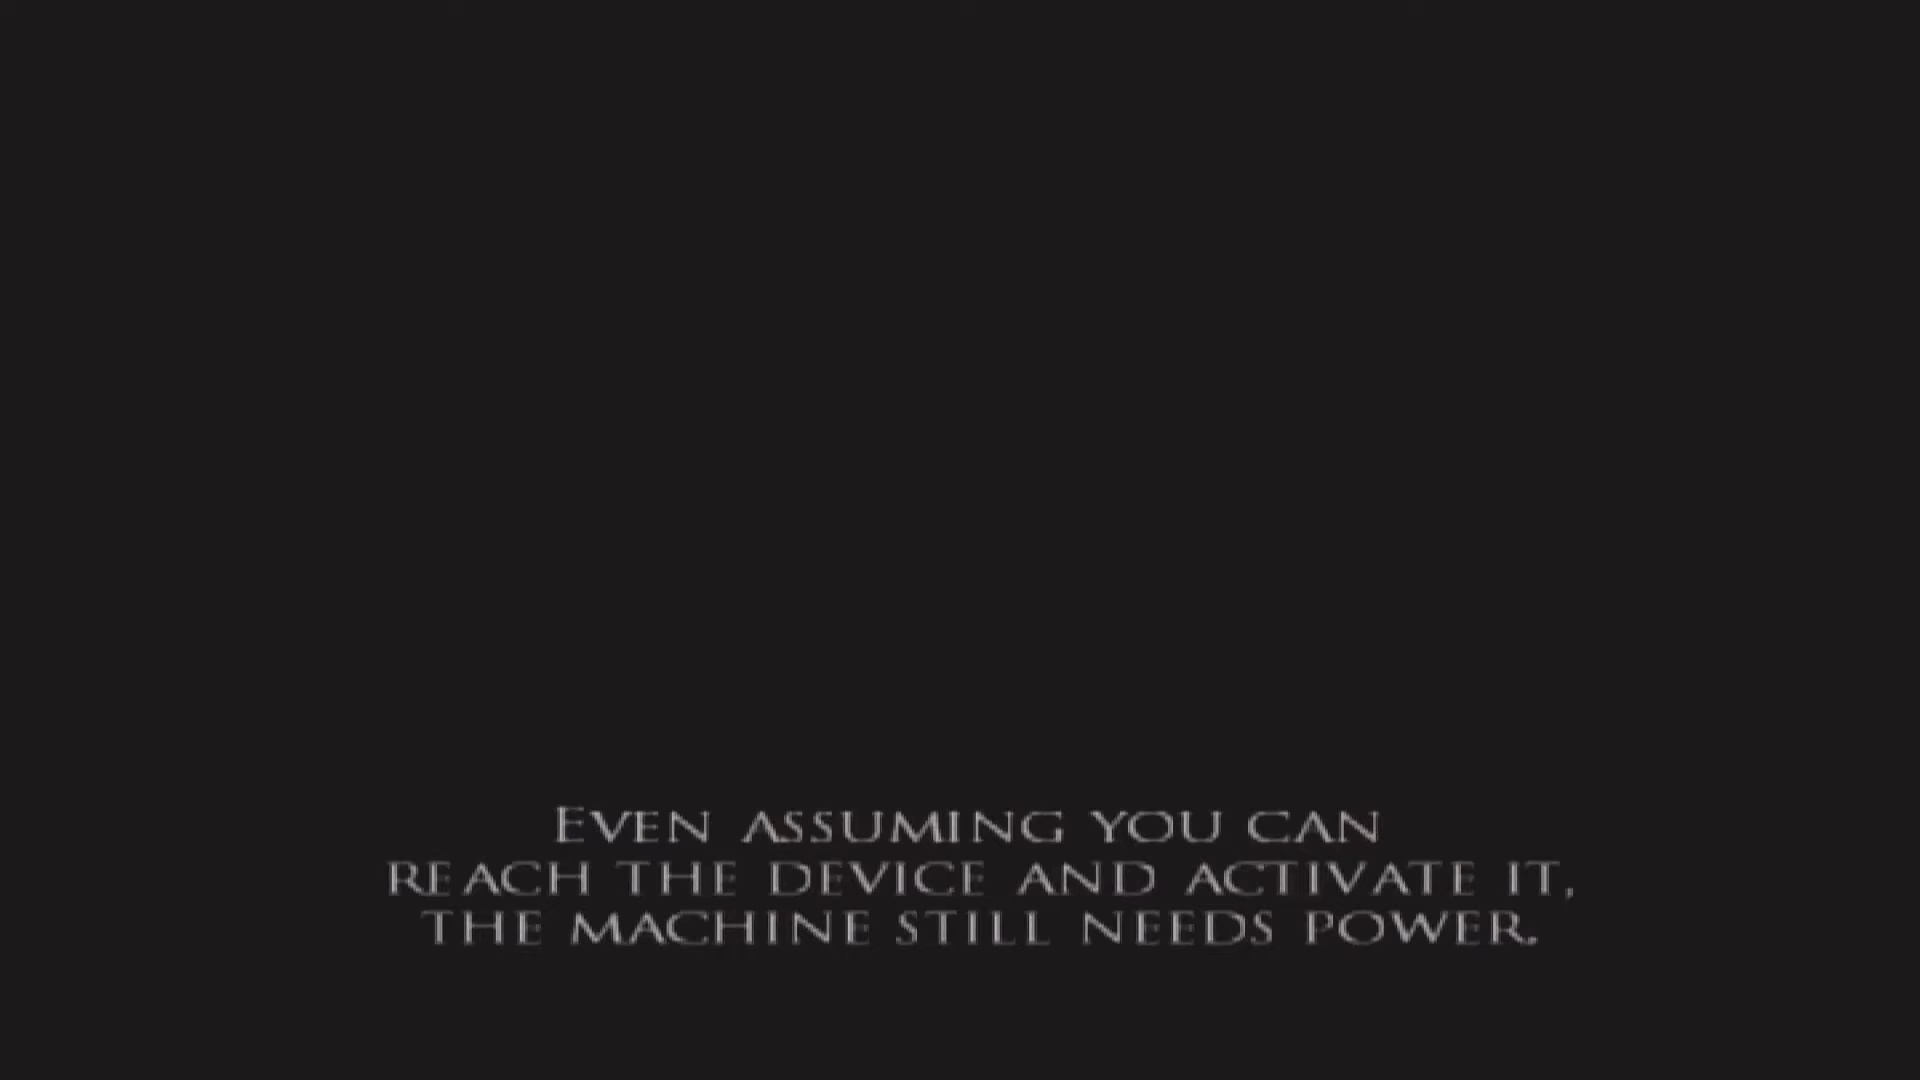 Even assuming you can
reach the device and activate it,
the machine still needs power.